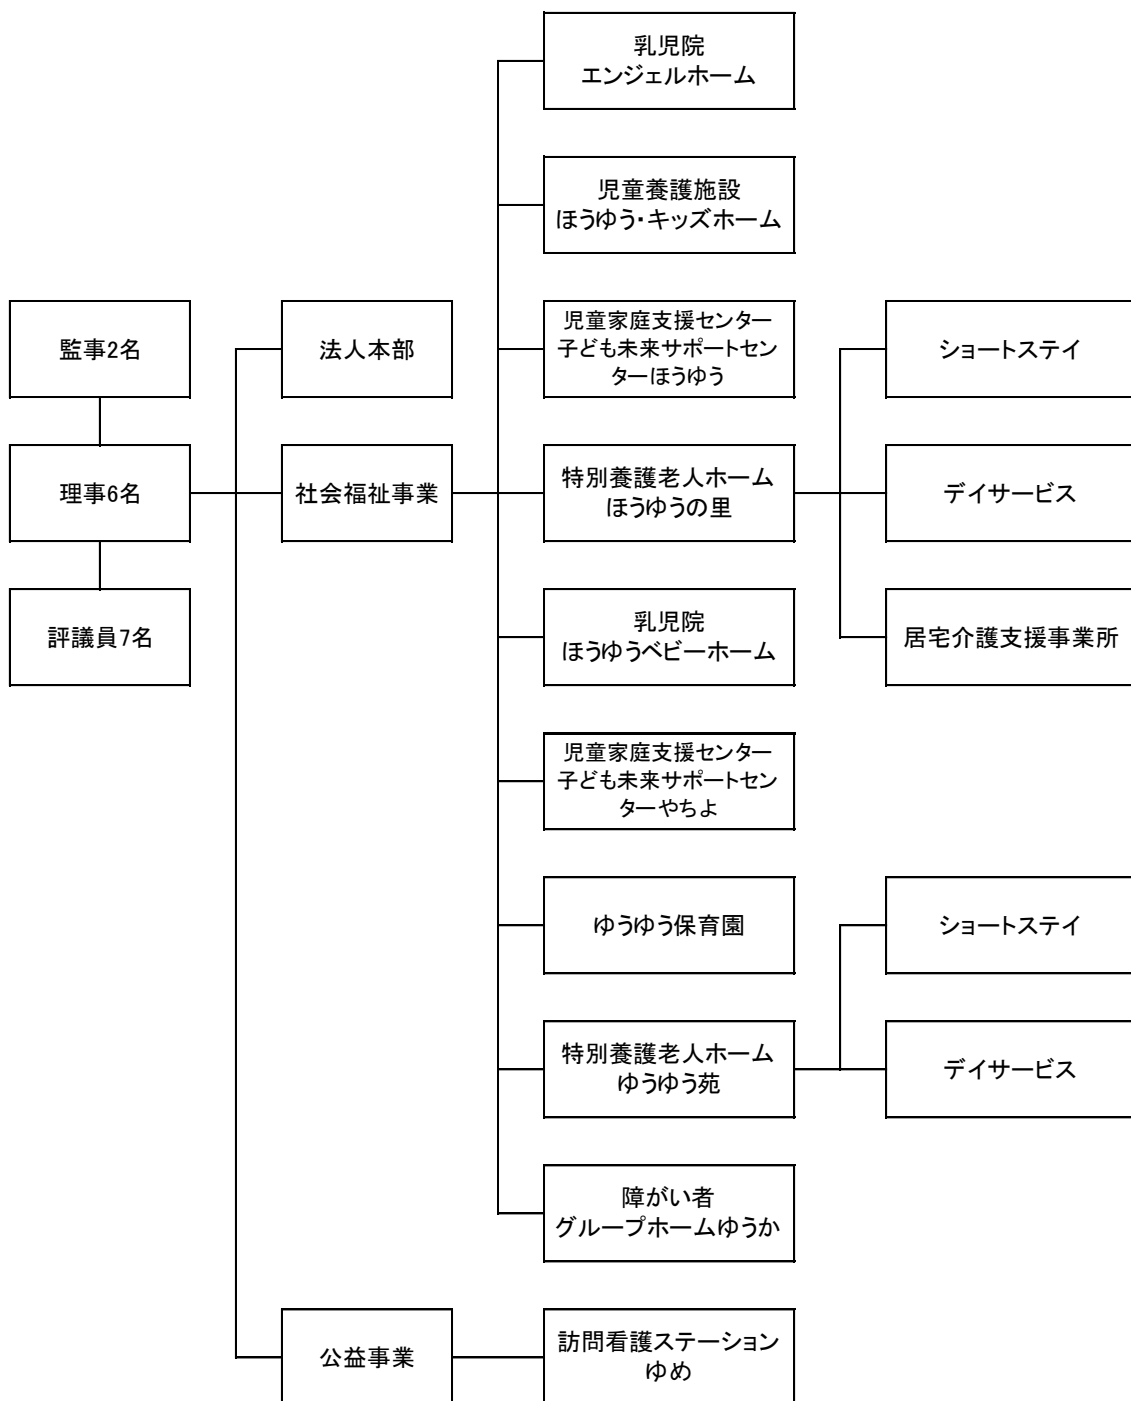 乳児院
エンジェルホーム
児童養護施設
ほうゆう・キッズホーム
監事2名
法人本部
児童家庭支援センター
子ども未来サポートセン
ターほうゆう
ショートステイ
理事6名
社会福祉事業
特別養護老人ホーム
ほうゆうの里
デイサービス
評議員7名
乳児院
ほうゆうベビーホーム
居宅介護支援事業所
児童家庭支援センター
子ども未来サポートセン
ターやちよ
ゆうゆう保育園
ショートステイ
特別養護老人ホーム
ゆうゆう苑
デイサービス
障がい者
グループホームゆうか
公益事業
訪問看護ステーション
ゆめ